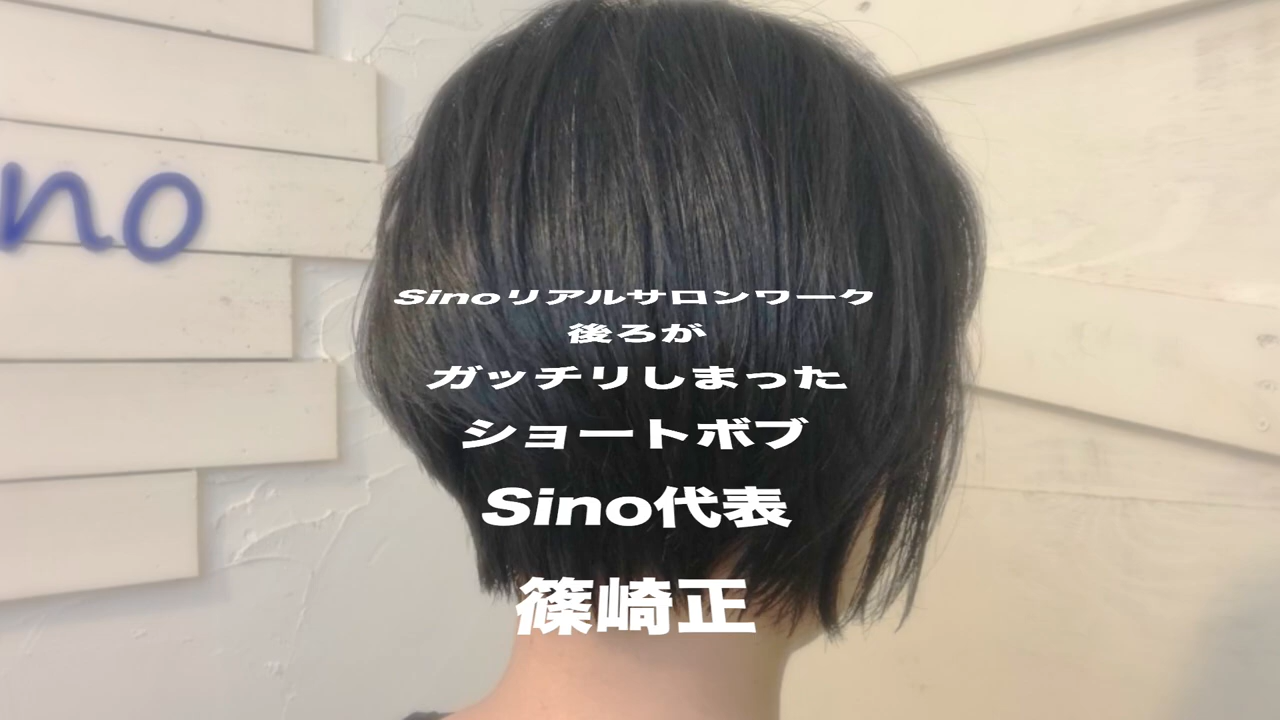 no
Sinoリアルサロンワーク
後ろが
ガッチリしまった
ショートボブ
Sino代表
篠崎正